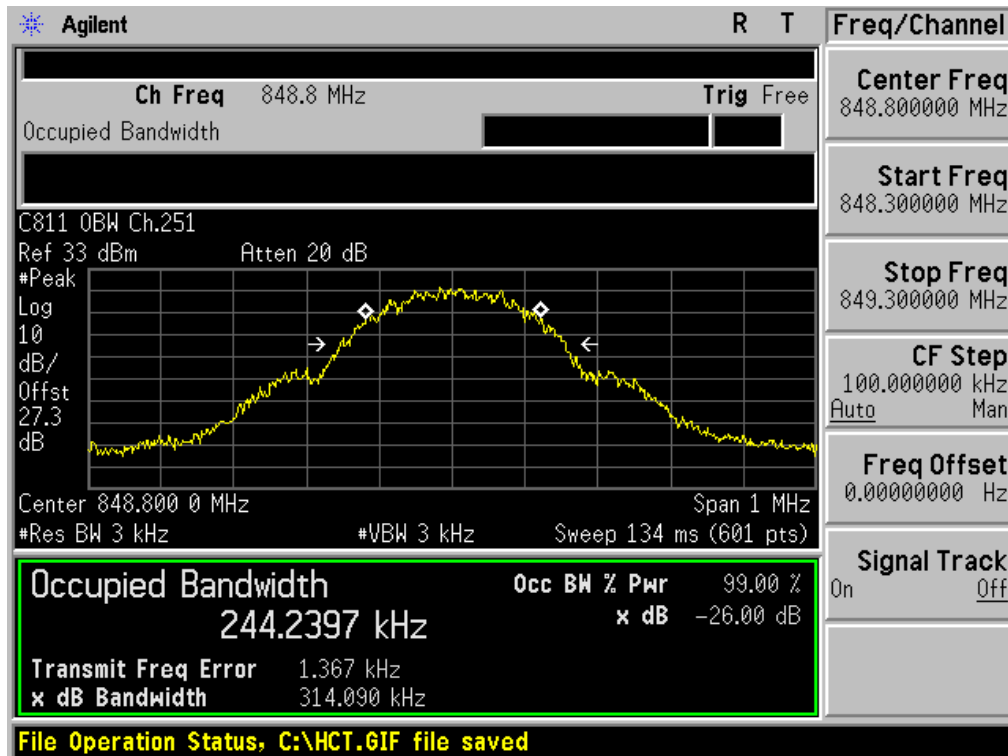 Agilent R T Freq/Channel
Ch Freq 848.8 MHz Trig Free
Occupied Bandwidth
Center Freq
848.800000 MHz
Start Freq
848.300000 MHz
C811 OBW Ch.251
Ref 33 dBm Atten 20 dB
#Peak
Log
10
dB/
Offst
27.3
dB
Stop Freq
849.300000 MHz
CF Step
100.000000 kHz
Auto Man
Freq Offset
0.00000000 Hz
Center 848.800 0 MHz Span 1 MHz
#Res BW 3 kHz #VBW 3 kHz Sweep 134 ms (601 pts)
Signal Track
On Off
Occupied Bandwidth Occ BW % Pwr 99.00 %
244.2397 kHz x dB -26.00 dB
Transmit Freq Error 1.367 kHz
x dB Bandwidth 314.090 kHz
File Operation Status, C:\HCT.GIF file saved